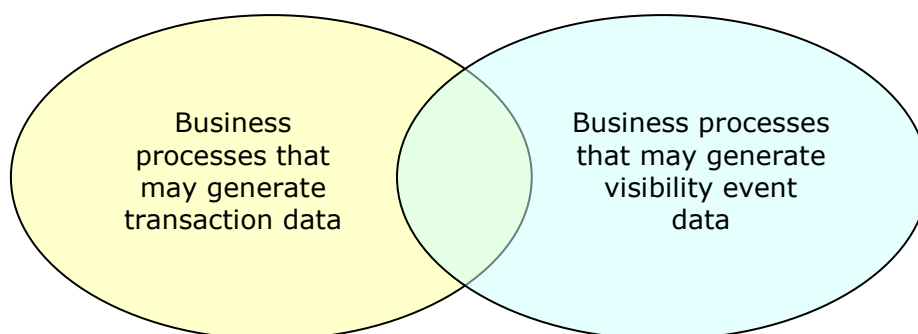 Business
processes that
may generate
transaction data
Business processes
that may generate
visibility event
data